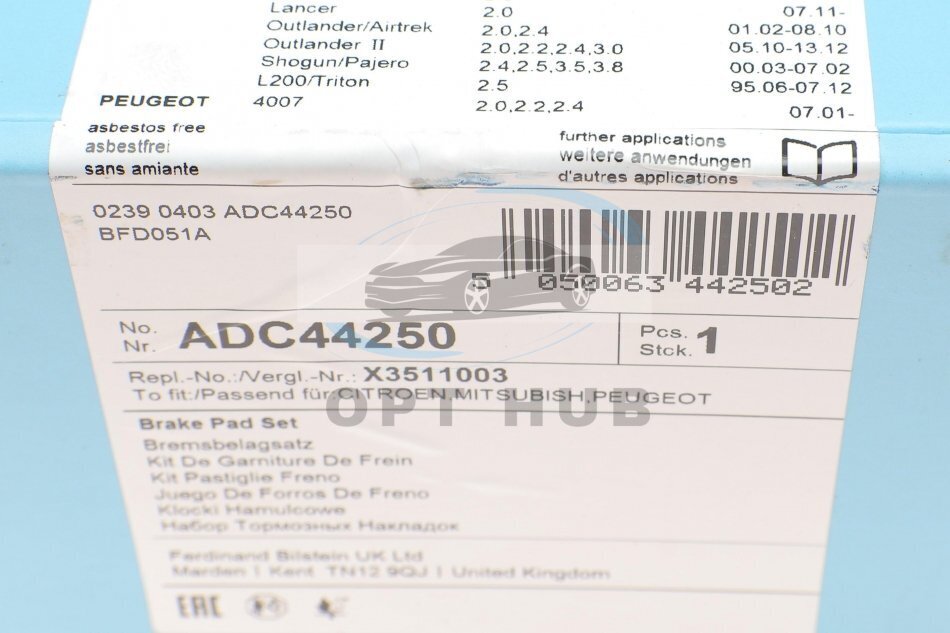 Lancer 2.0 07.11-
Outlander/Airtrek 2.0,2.4 01.02-08.10
Outlander II 2.0,2.2,2.4,3.0 05.10-13.12
Shogun/Pajero 2.4,2.5,3.5,3.8 00.03-07.02
L200/Triton 2.5 95.06-07.12
PEUGEOT 4007 2.0,2.2,2.4 07.01-
asbestos free
asbestfrei
sans amiante
further applications
weitere anwendungen
d'autres applications
0239 0403 ADC44250
BFD051A
5 050063 442502
No.
Nr. ADC44250
Pcs.
Stck. 1
Repl.-No.:/Vergl.-Nr.: X3511003
To fit:/Passend für:CITROEN,MITSUBISH,PEUGEOT
OPT HUB
Brake Pad Set
Bremsbelagsatz
Kit De Garniture De Frein
Kit Pastiglie Freno
Juego De Forros De Freno
Klocki Hamulcowe
Набор Тормозных Накладок
Ferdinand Bilstein UK Ltd
Marden | Kent TN12 9QJ | United Kingdom
EAC